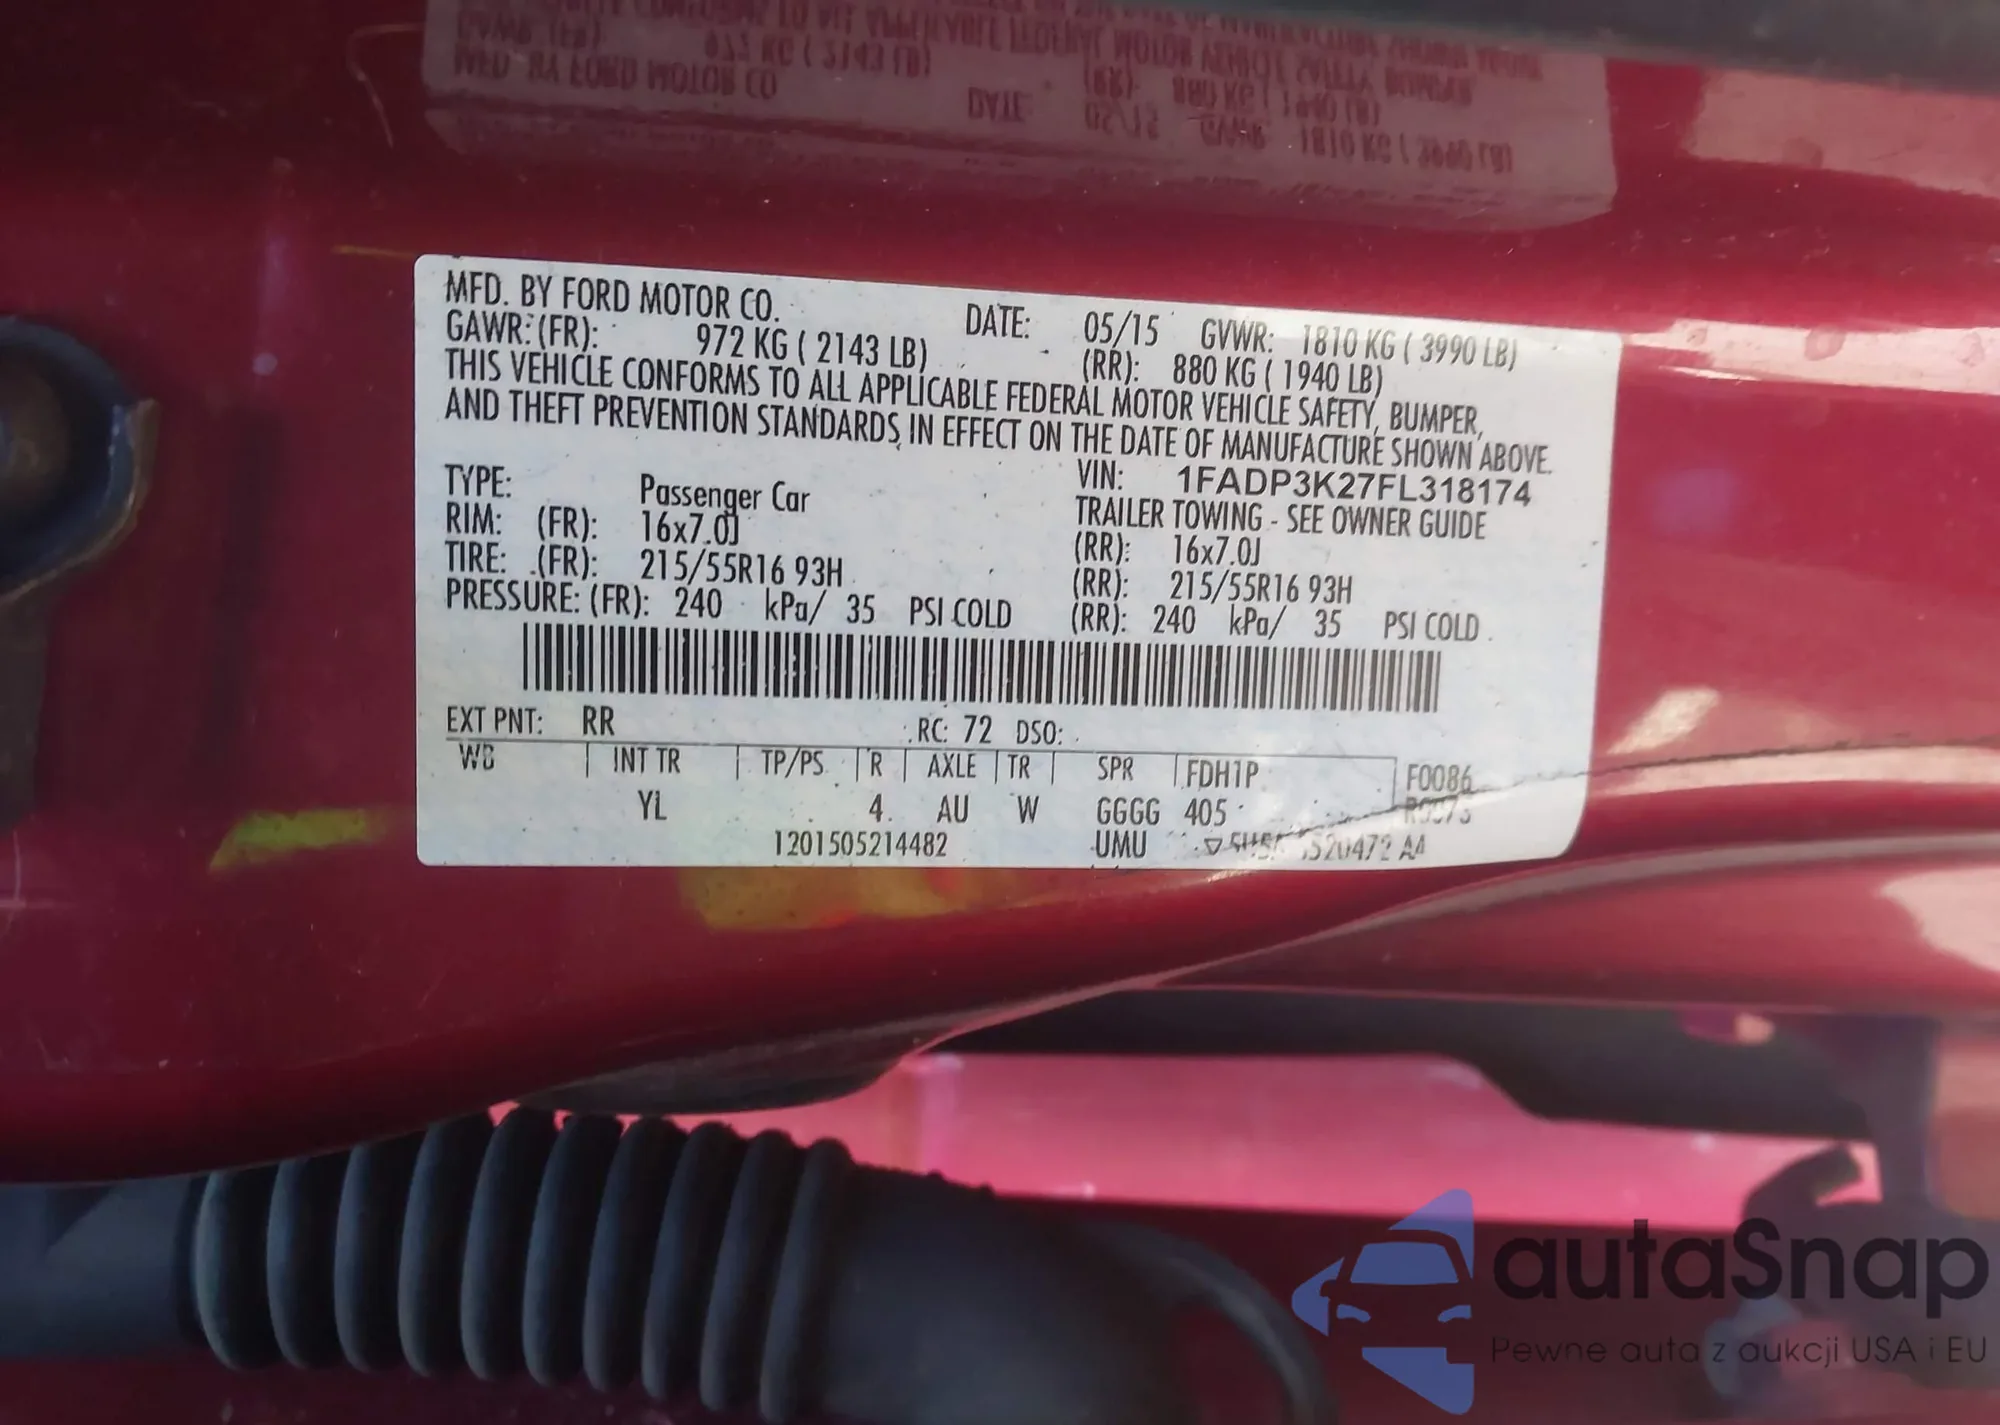 MFD. BY FORD MOTOR CO. DATE: 05/15 GVWR: 1810 KG ( 3990 LB)
GAWR: (FR): 972 KG ( 2143 LB) (RR): 880 KG ( 1940 LB)
THIS VEHICLE CONFORMS TO ALL APPLICABLE FEDERAL MOTOR VEHICLE SAFETY, BUMPER,
AND THEFT PREVENTION STANDARDS IN EFFECT ON THE DATE OF MANUFACTURE SHOWN ABOVE.
VIN: 1FADP3K27FL318174
TYPE: Passenger Car TRAILER TOWING - SEE OWNER GUIDE
RIM: (FR): 16x7.0J (RR): 16x7.0J
TIRE: (FR): 215/55R16 93H (RR): 215/55R16 93H
PRESSURE: (FR): 240 kPa/ 35 PSI COLD (RR): 240 kPa/ 35 PSI COLD
EXT PNT: RR RC: 72 DSO:
WB INT TR TP/PS R AXLE TR SPR FDH1P F0086
YL 4 AU W GGGG 405
1201505214482 UMU
autaSnap
Pewne auta z aukcji USA i EU